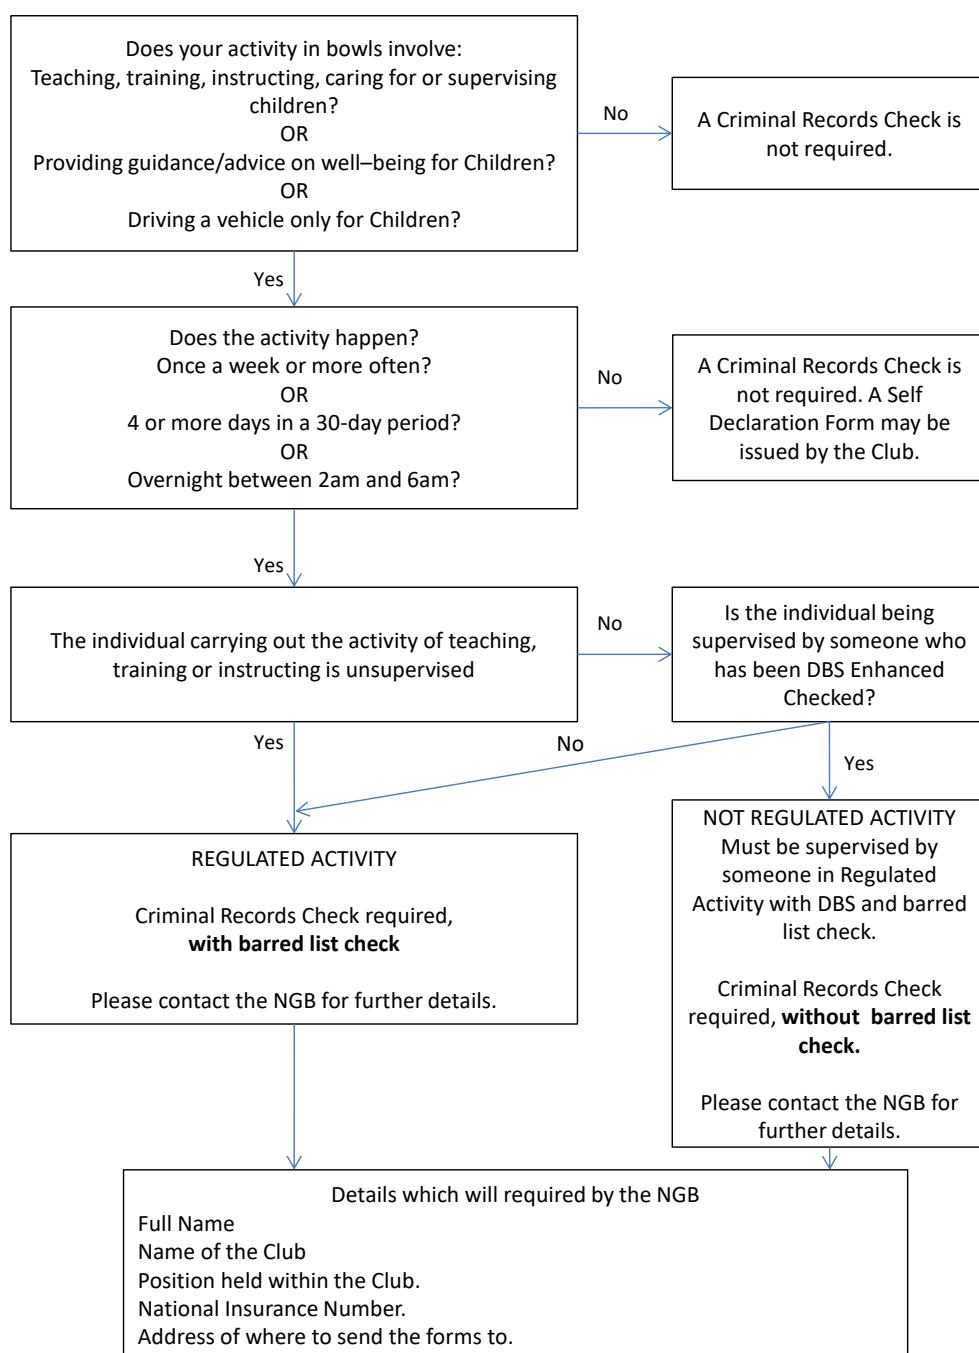 Does your activity in bowls involve:
Teaching, training, instructing, caring for or supervising
children?
OR
Providing guidance/advice on well–being for Children?
OR
Driving a vehicle only for Children?
No
A Criminal Records Check is
not required.
Yes
Does the activity happen?
Once a week or more often?
OR
4 or more days in a 30-day period?
OR
Overnight between 2am and 6am?
No
A Criminal Records Check is
not required. A Self
Declaration Form may be
issued by the Club.
Yes
The individual carrying out the activity of teaching,
training or instructing is unsupervised
No
Is the individual being
supervised by someone who
has been DBS Enhanced
Checked?
Yes
No
Yes
REGULATED ACTIVITY
Criminal Records Check required,
with barred list check
Please contact the NGB for further details.
NOT REGULATED ACTIVITY
Must be supervised by
someone in Regulated
Activity with DBS and barred
list check.
Criminal Records Check
required, without barred list
check.
Please contact the NGB for
further details.
Details which will required by the NGB
Full Name
Name of the Club
Position held within the Club.
National Insurance Number.
Address of where to send the forms to.